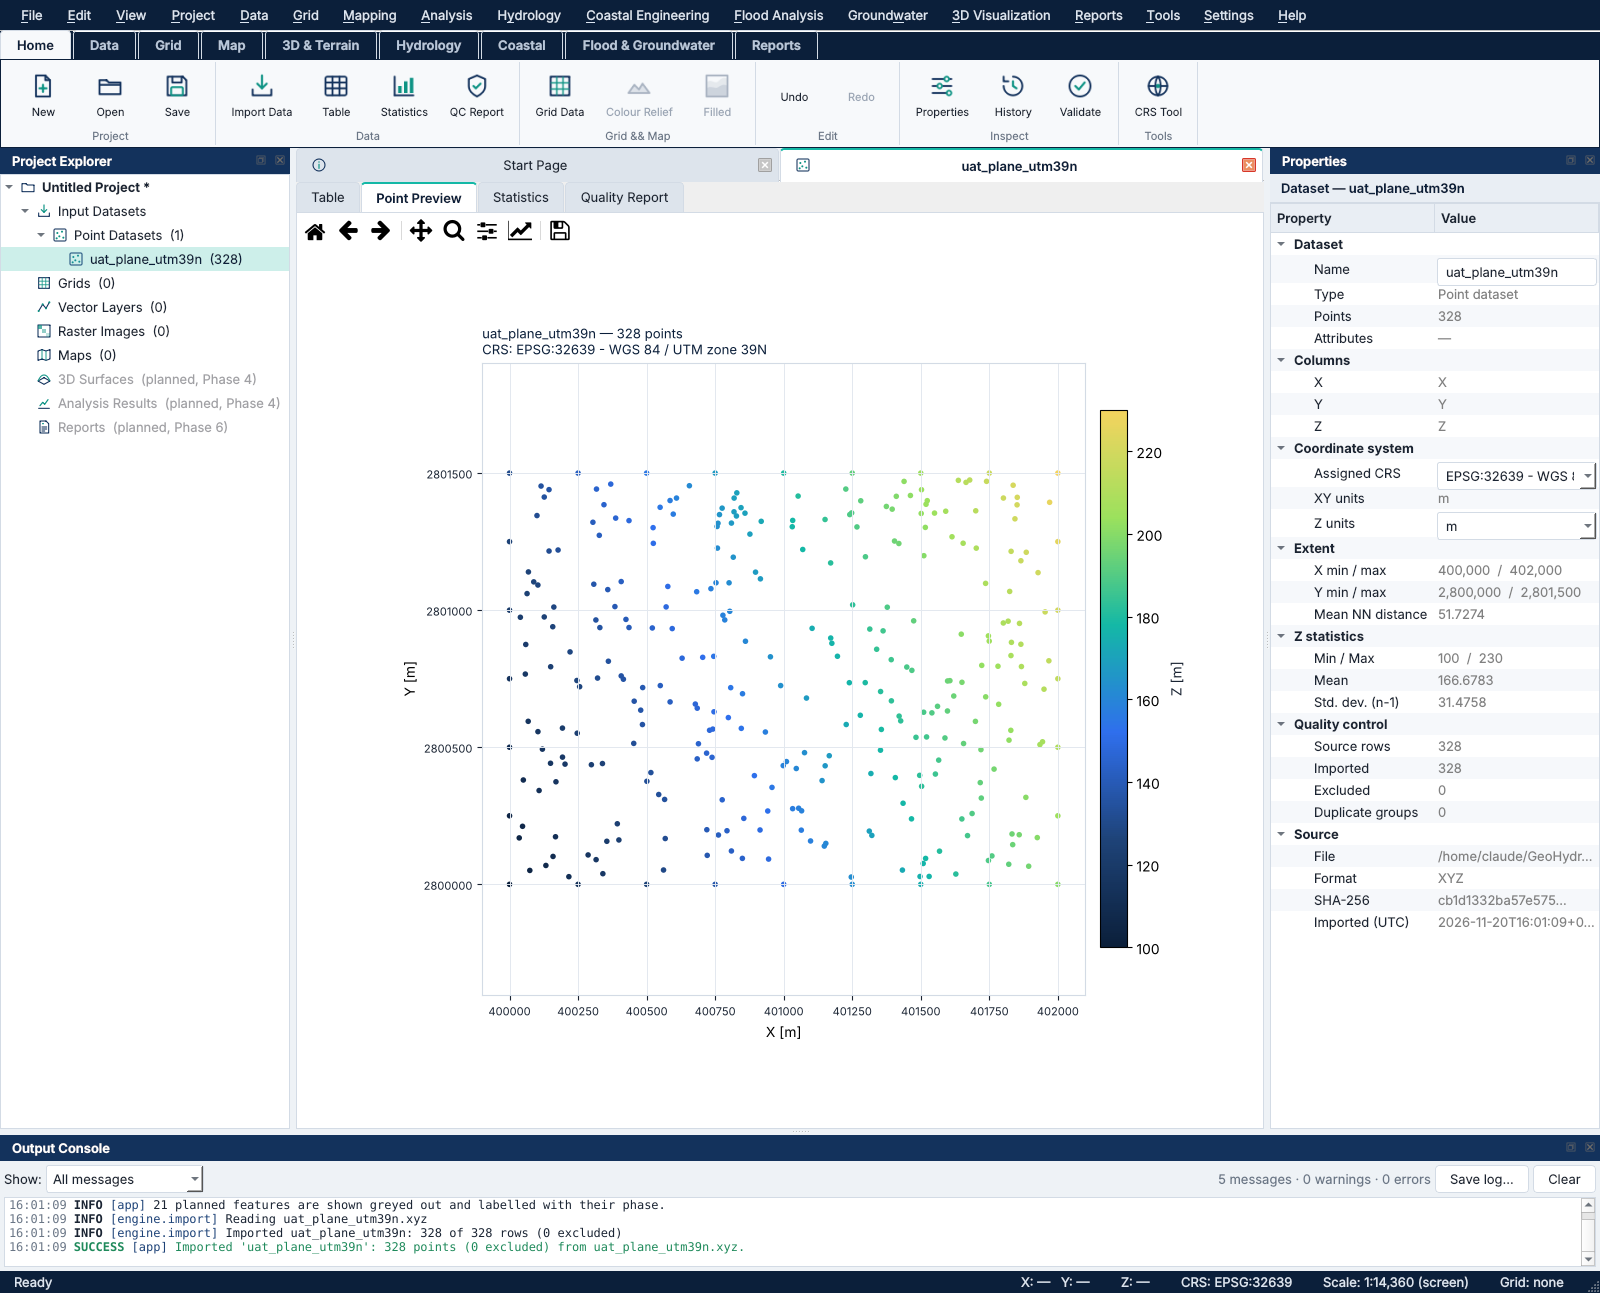 File Edit View Project Data Grid Mapping Analysis Hydrology Coastal Engineering Flood Analysis Groundwater 3D Visualization Reports Tools Settings Help
Home Data Grid Map 3D & Terrain Hydrology Coastal Flood & Groundwater Reports
New Open Save Import Data Table Statistics QC Report Grid Data Colour Relief Filled Undo Redo Properties History Validate CRS Tool
Project Data Grid && Map Edit Inspect Tools
Project Explorer
Untitled Project *
Input Datasets
Point Datasets (1)
uat_plane_utm39n (328)
Grids (0)
Vector Layers (0)
Raster Images (0)
Maps (0)
3D Surfaces (planned, Phase 4)
Analysis Results (planned, Phase 4)
Reports (planned, Phase 6)
Start Page
uat_plane_utm39n
Table Point Preview Statistics Quality Report
uat_plane_utm39n — 328 points
CRS: EPSG:32639 - WGS 84 / UTM zone 39N
2801500
2801000
2800500
2800000
Y [m]
400000 400250 400500 400750 401000 401250 401500 401750 402000
X [m]
220
200
180
160
140
120
100
Z [m]
Properties
Dataset — uat_plane_utm39n
Property Value
Dataset
Name uat_plane_utm39n
Type Point dataset
Points 328
Attributes —
Columns
X X
Y Y
Z Z
Coordinate system
Assigned CRS EPSG:32639 - WGS 8
XY units m
Z units m
Extent
X min / max 400,000 / 402,000
Y min / max 2,800,000 / 2,801,500
Mean NN distance 51.7274
Z statistics
Min / Max 100 / 230
Mean 166.6783
Std. dev. (n-1) 31.4758
Quality control
Source rows 328
Imported 328
Excluded 0
Duplicate groups 0
Source
File /home/claude/GeoHydr...
Format XYZ
SHA-256 cb1d1332ba57e575...
Imported (UTC) 2026-11-20T16:01:09+0...
Output Console
Show: All messages 5 messages · 0 warnings · 0 errors Save log... Clear
16:01:09 INFO [app] 21 planned features are shown greyed out and labelled with their phase.
16:01:09 INFO [engine.import] Reading uat_plane_utm39n.xyz
16:01:09 INFO [engine.import] Imported uat_plane_utm39n: 328 of 328 rows (0 excluded)
16:01:09 SUCCESS [app] Imported 'uat_plane_utm39n': 328 points (0 excluded) from uat_plane_utm39n.xyz.
Ready X: — Y: — Z: — CRS: EPSG:32639 Scale: 1:14,360 (screen) Grid: none